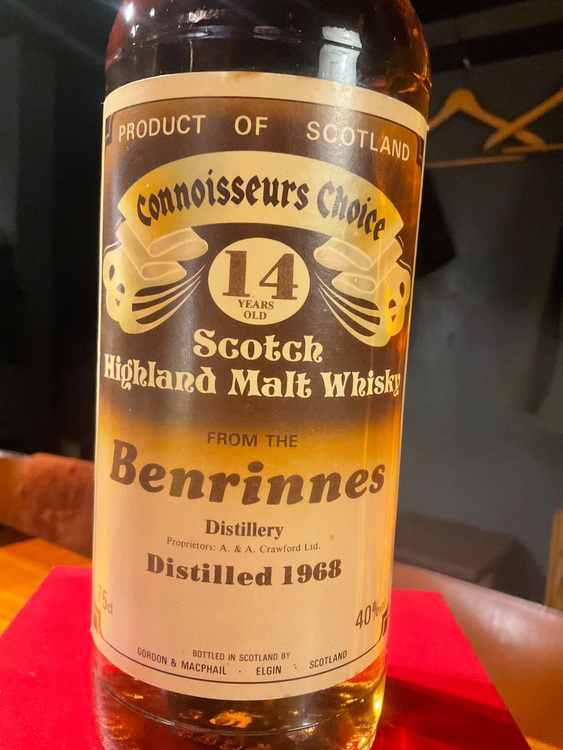 PRODUCT OF SCOTLAND
Connoisseurs Choice
14
YEARS
OLD
Scotch
Highland Malt Whisky
FROM THE
Benrinnes
Distillery
Proprietors: A. & A. Crawford Ltd.
Distilled 1968
75cl
40%
BOTTLED IN SCOTLAND BY
GORDON & MACPHAIL · ELGIN · SCOTLAND